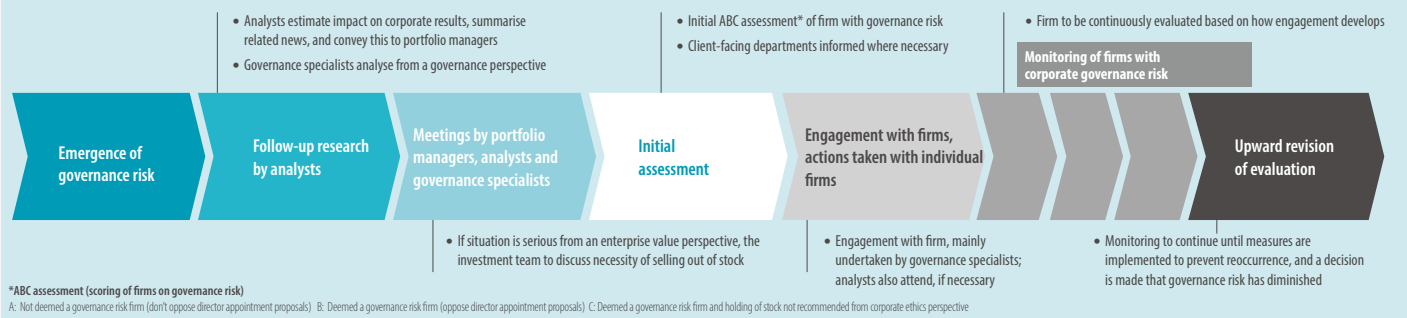 • Analysts estimate impact on corporate results, summarise
related news, and convey this to portfolio managers
• Governance specialists analyse from a governance perspective
• Initial ABC assessment* of firm with governance risk
• Client-facing departments informed where necessary
• Firm to be continuously evaluated based on how engagement develops
Monitoring of firms with
corporate governance risk
Emergence of
governance risk
Follow-up research
by analysts
Meetings by portfolio
managers, analysts and
governance specialists
Initial
assessment
Engagement with firms,
actions taken with individual
firms
Upward revision
of evaluation
• If situation is serious from an enterprise value perspective, the
investment team to discuss necessity of selling out of stock
• Engagement with firm, mainly
undertaken by governance specialists;
analysts also attend, if necessary
• Monitoring to continue until measures are
implemented to prevent reoccurrence, and a decision
is made that governance risk has diminished
*ABC assessment (scoring of firms on governance risk)
A: Not deemed a governance risk firm (don't oppose director appointment proposals) B: Deemed a governance risk firm (oppose director appointment proposals) C: Deemed a governance risk firm and holding of stock not recommended from corporate ethics perspective